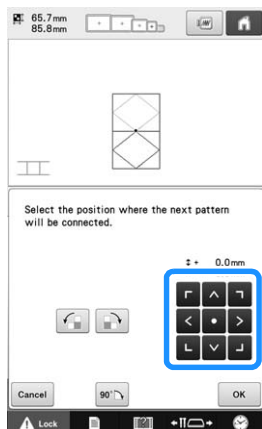 65.7mm
85.8mm
Select the position where the next pattern
will be connected.
+ 0.0mm
90°
Cancel
OK
Lock